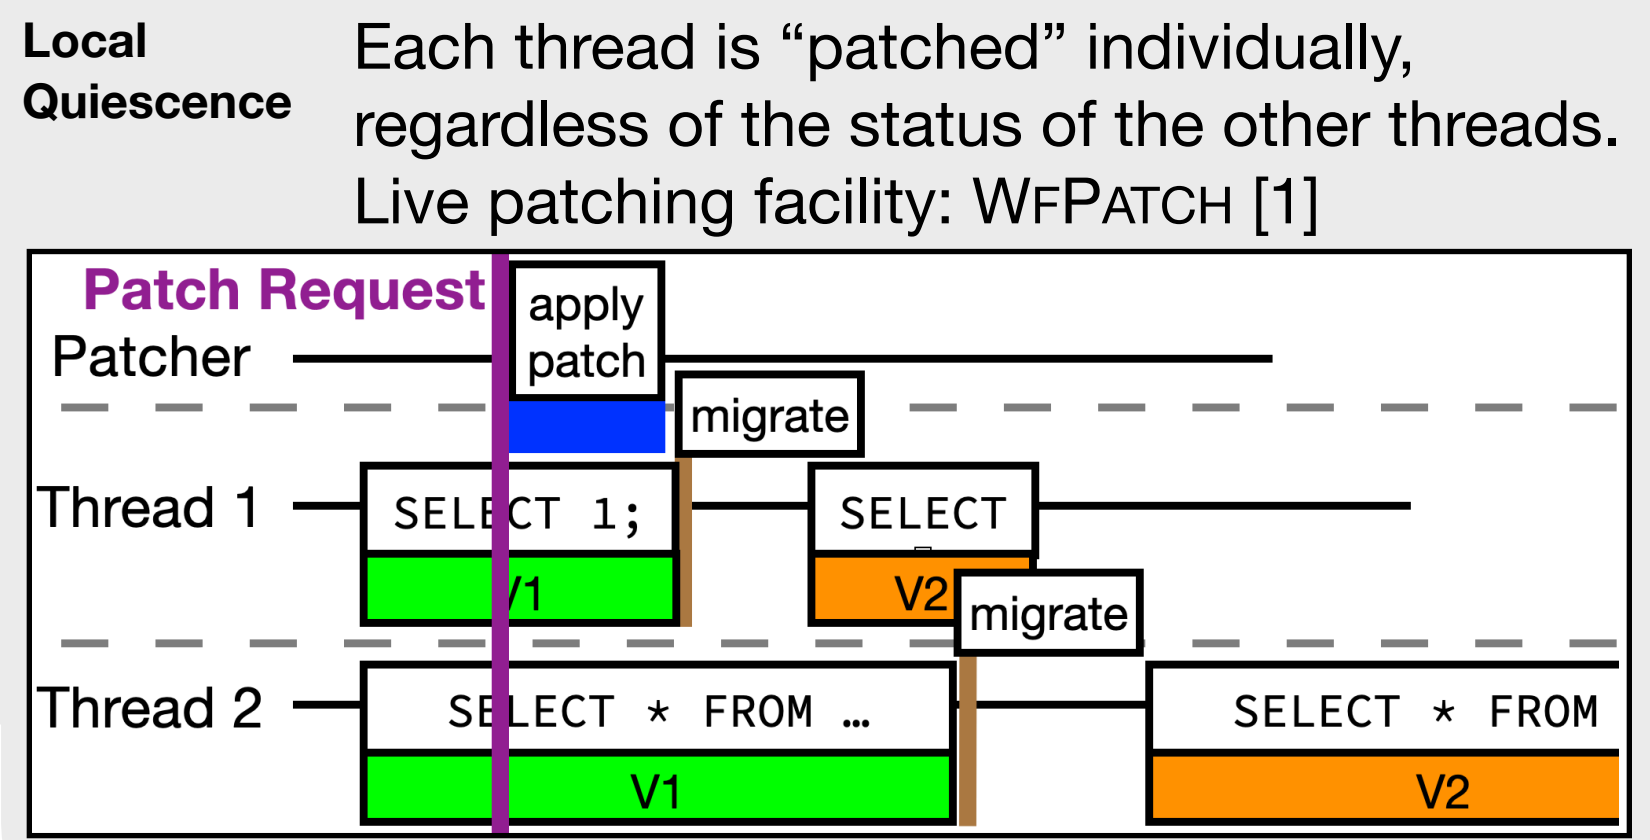 Local
Quiescence
Each thread is “patched” individually,
regardless of the status of the other threads.
Live patching facility: WFPATCH [1]
Patch Request
apply
patch
Patcher
migrate
Thread 1
SELECT 1;
SELECT
V1
V2
migrate
Thread 2
SELECT * FROM …
SELECT * FROM
V1
V2